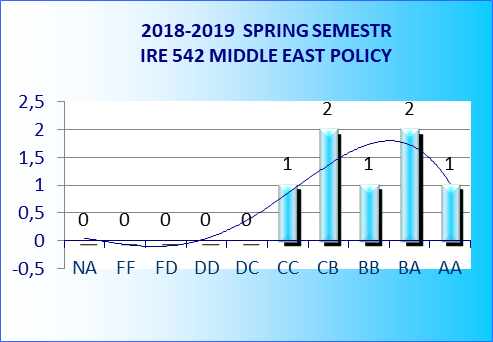 2018-2019 SPRING SEMESTR
IRE 542 MIDDLE EAST POLICY
2,5
2
1,5
1
0,5
0
-0,5
0 0 0 0 0 1 2 1 2 1
NA FF FD DD DC CC CB BB BA AA